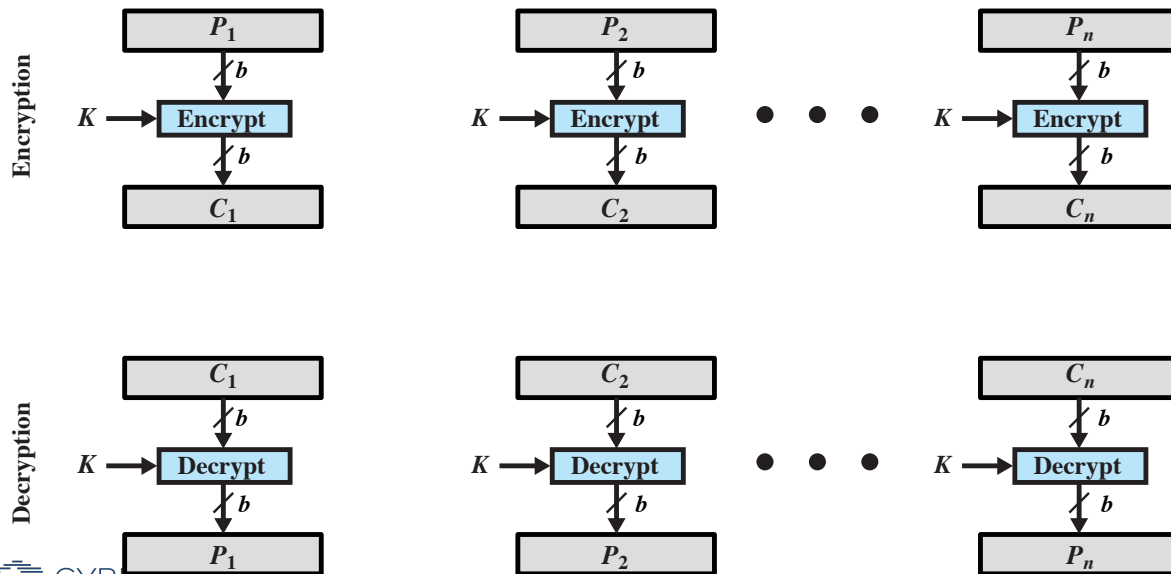 Encryption
P1 P2 Pn
b b b
K Encrypt K Encrypt K Encrypt
b b b
C1 C2 Cn
Decryption
C1 C2 Cn
b b b
K Decrypt K Decrypt K Decrypt
b b b
P1 P2 Pn